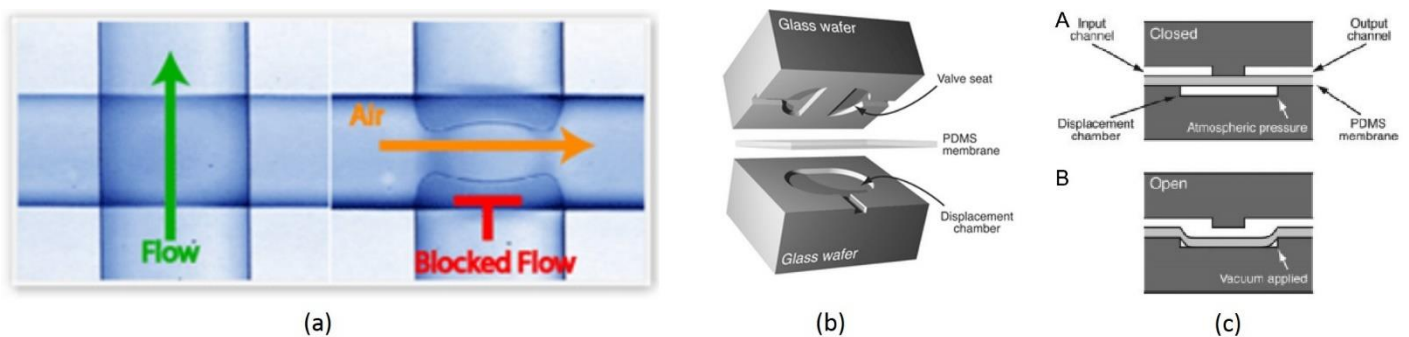 Flow
Air
Blocked Flow
(a)
Glass wafer
Valve seat
PDMS
membrane
Displacement
chamber
Glass wafer
(b)
A
Input
channel
Closed
Output
channel
Displacement
chamber
Atmospheric pressure
PDMS
membrane
B
Open
Vacuum applied
(c)